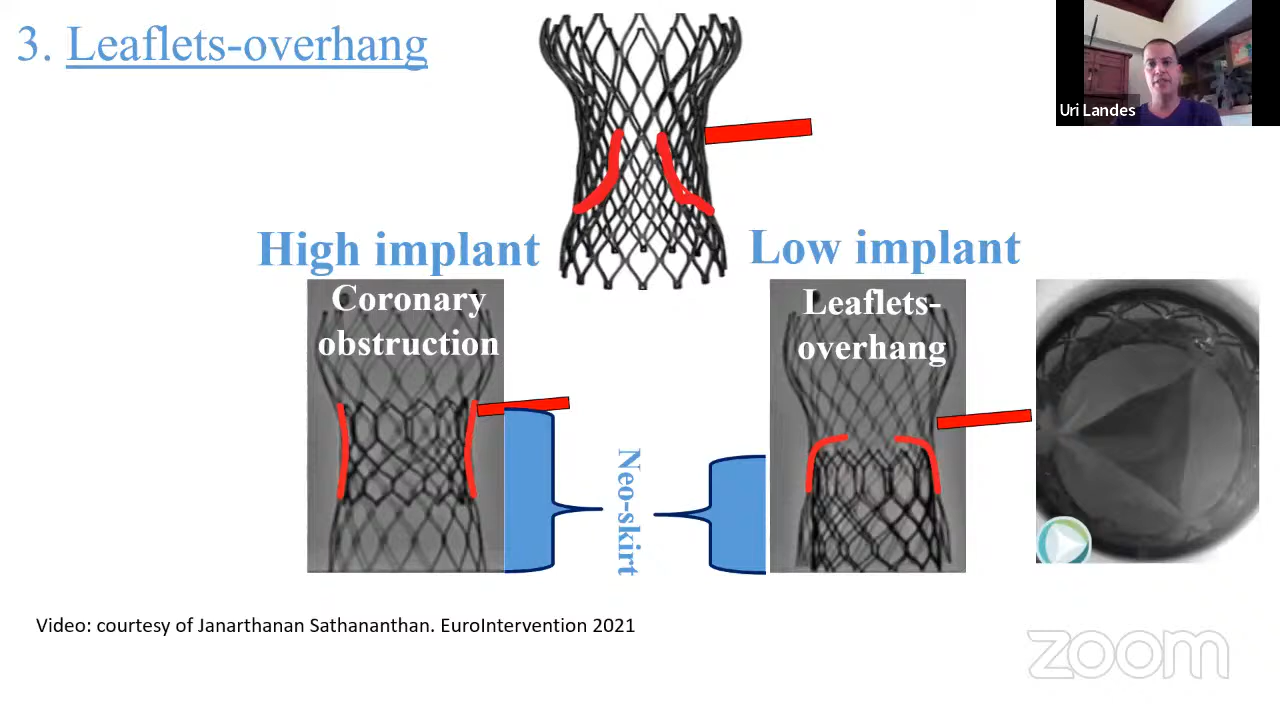 3. Leaflets-overhang
Uri Landes
High implant
Low implant
Coronary
obstruction
Leaflets-
overhang
Neo-skirt
Video: courtesy of Janarthanan Sathananthan. EuroIntervention 2021
zoom